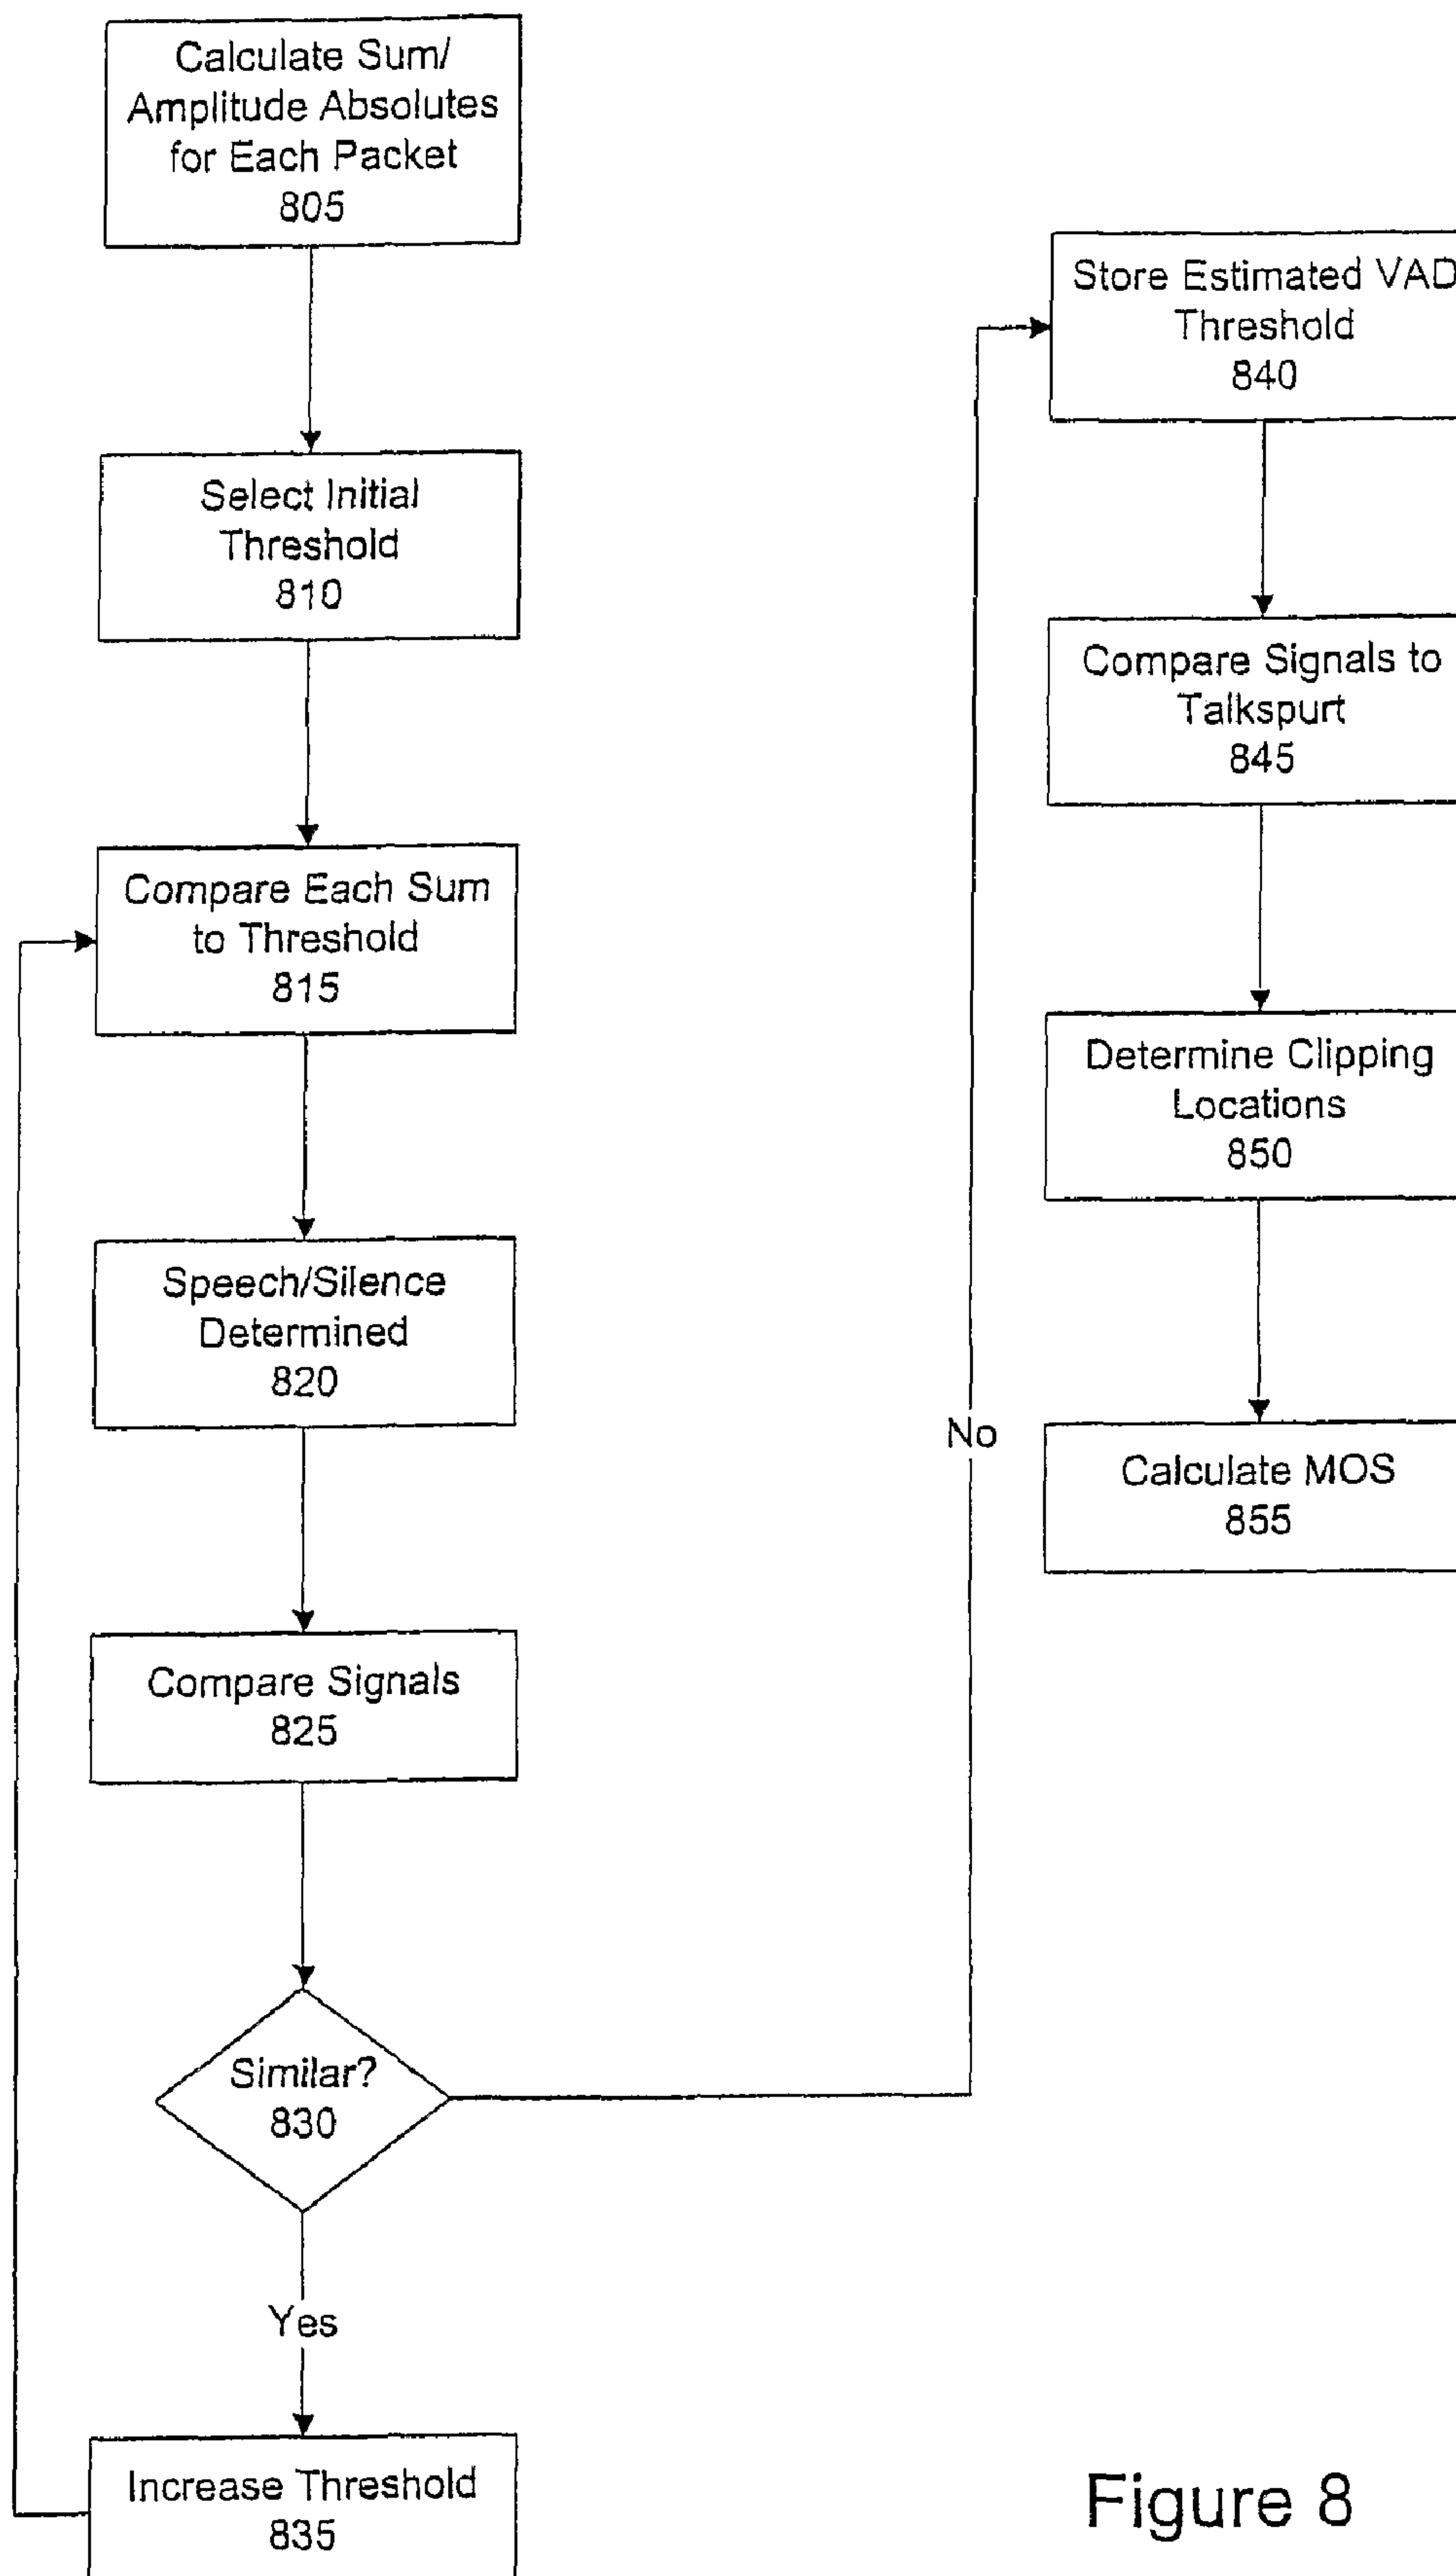 Calculate Sum/
Amplitude Absolutes
for Each Packet
805
Select Initial
Threshold
810
Compare Each Sum
to Threshold
815
Speech/Silence
Determined
820
Compare Signals
825
Similar?
830
Yes
Increase Threshold
835
No
Store Estimated VAD
Threshold
840
Compare Signals to
Talkspurt
845
Determine Clipping
Locations
850
Calculate MOS
855
Figure 8